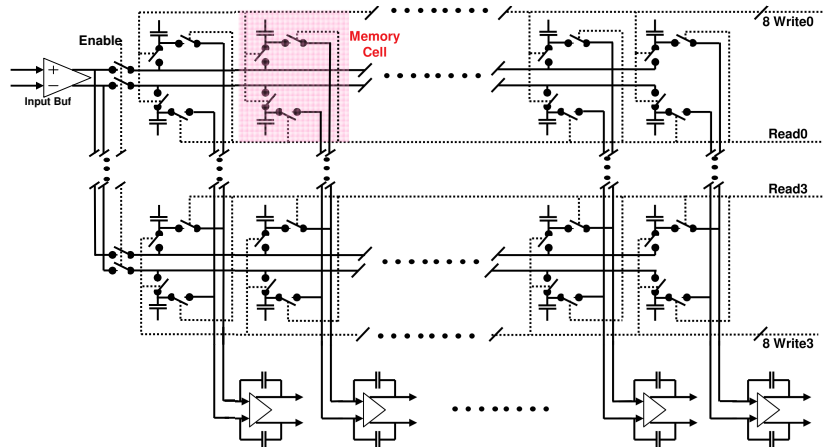 8 Write0
Enable
Memory
Cell
+
−
Input Buf
Read0
Read3
8 Write3